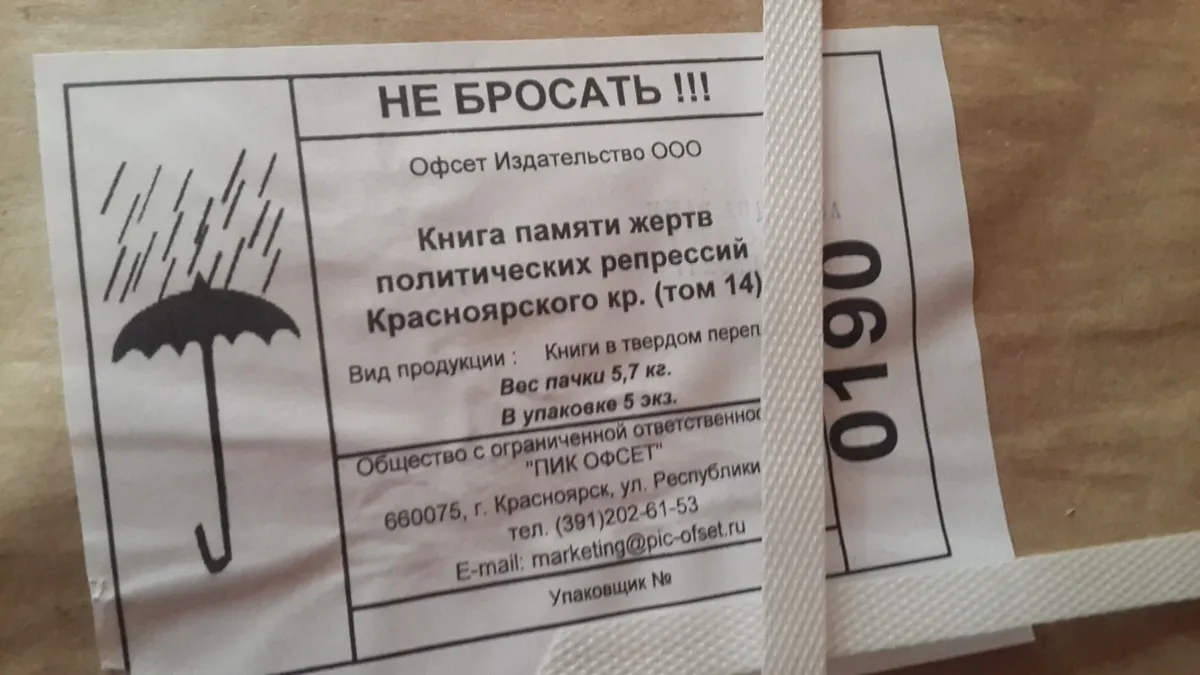 НЕ БРОСАТЬ !!!
Офсет Издательство ООО
Книга памяти жертв
политических репрессий
Красноярского кр. (том 14)
Вид продукции : Книги в твердом переп
Вес пачки 5,7 кг.
В упаковке 5 экз.
Общество с ограниченной ответственнос
"ПИК ОФСЕТ"
660075, г. Красноярск, ул. Республики
тел. (391)202-61-53
E-mail: marketing@pic-ofset.ru
Упаковщик №
0190